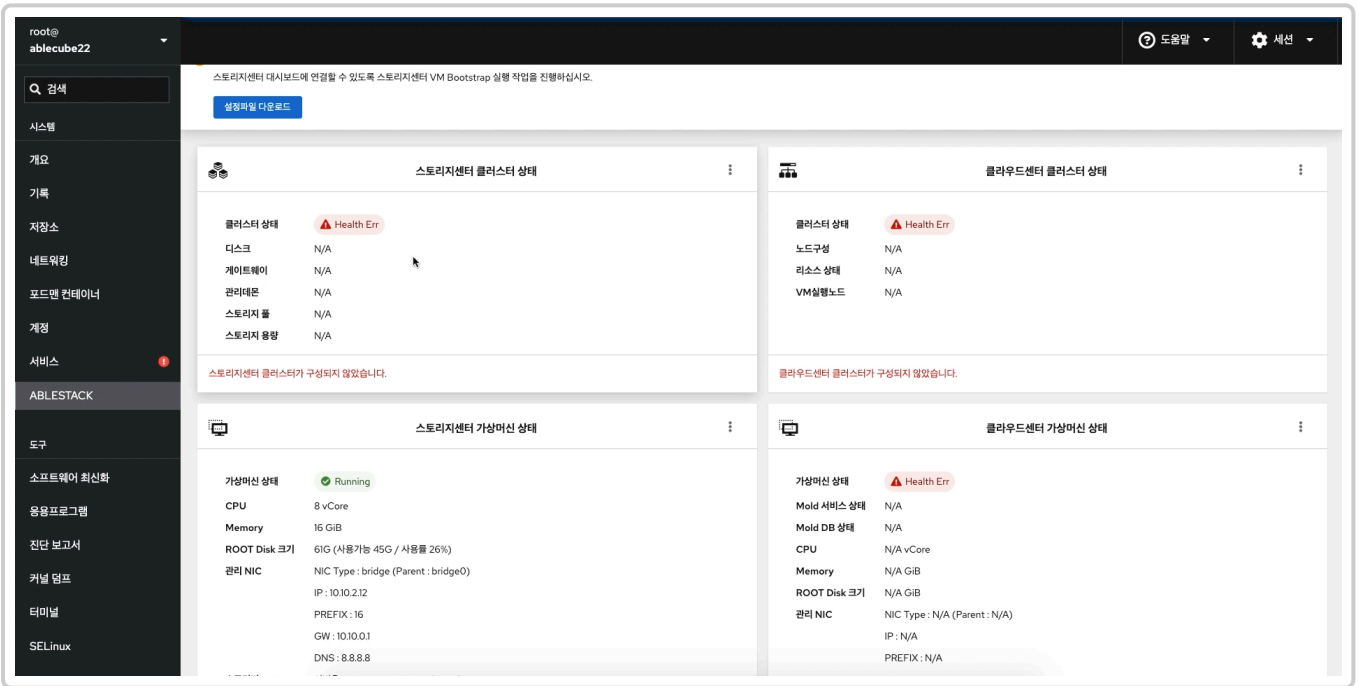 root@
ablecube22
도움말
세션
검색
시스템
개요
기록
저장소
네트워킹
포드맨 컨테이너
계정
서비스
ABLESTACK
도구
소프트웨어 최신화
응용프로그램
진단 보고서
커널 덤프
터미널
SELinux
스토리지센터 대시보드에 연결할 수 있도록 스토리지센터 VM Bootstrap 실행 작업을 진행하십시오.
설정파일 다운로드
스토리지센터 클러스터 상태
클러스터 상태 Health Err
디스크 N/A
게이트웨이 N/A
관리데몬 N/A
스토리지 풀 N/A
스토리지 용량 N/A
스토리지센터 클러스터가 구성되지 않았습니다.
클라우드센터 클러스터 상태
클러스터 상태 Health Err
노드구성 N/A
리소스 상태 N/A
VM실행노드 N/A
클라우드센터 클러스터가 구성되지 않았습니다.
스토리지센터 가상머신 상태
가상머신 상태 Running
CPU 8 vCore
Memory 16 GiB
ROOT Disk 크기 61G (사용가능 45G / 사용률 26%)
관리 NIC NIC Type : bridge (Parent : bridge0)
IP : 10.10.2.12
PREFIX : 16
GW : 10.10.0.1
DNS : 8.8.8.8
클라우드센터 가상머신 상태
가상머신 상태 Health Err
Mold 서비스 상태 N/A
Mold DB 상태 N/A
CPU N/A vCore
Memory N/A GiB
ROOT Disk 크기 N/A GiB
관리 NIC NIC Type : N/A (Parent : N/A)
IP : N/A
PREFIX : N/A